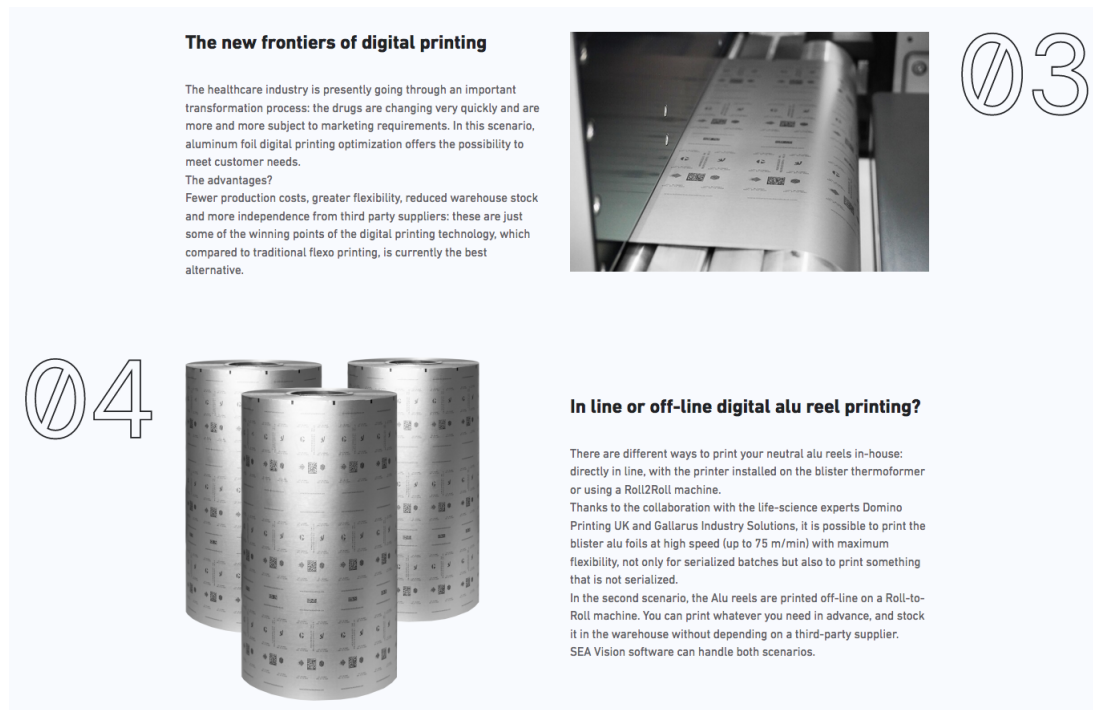 The new frontiers of digital printing
03
The healthcare industry is presently going through an important
transformation process: the drugs are changing very quickly and are
more and more subject to marketing requirements. In this scenario,
aluminum foil digital printing optimization offers the possibility to
meet customer needs.
The advantages?
Fewer production costs, greater flexibility, reduced warehouse stock
and more independence from third party suppliers: these are just
some of the winning points of the digital printing technology, which
compared to traditional flexo printing, is currently the best
alternative.
04
In line or off-line digital alu reel printing?
There are different ways to print your neutral alu reels in-house:
directly in line, with the printer installed on the blister thermoformer
or using a Roll2Roll machine.
Thanks to the collaboration with the life-science experts Domino
Printing UK and Gallarus Industry Solutions, it is possible to print the
blister alu foils at high speed (up to 75 m/min) with maximum
flexibility, not only for serialized batches but also to print something
that is not serialized.
In the second scenario, the Alu reels are printed off-line on a Roll-to-
Roll machine. You can print whatever you need in advance, and stock
it in the warehouse without depending on a third-party supplier.
SEA Vision software can handle both scenarios.